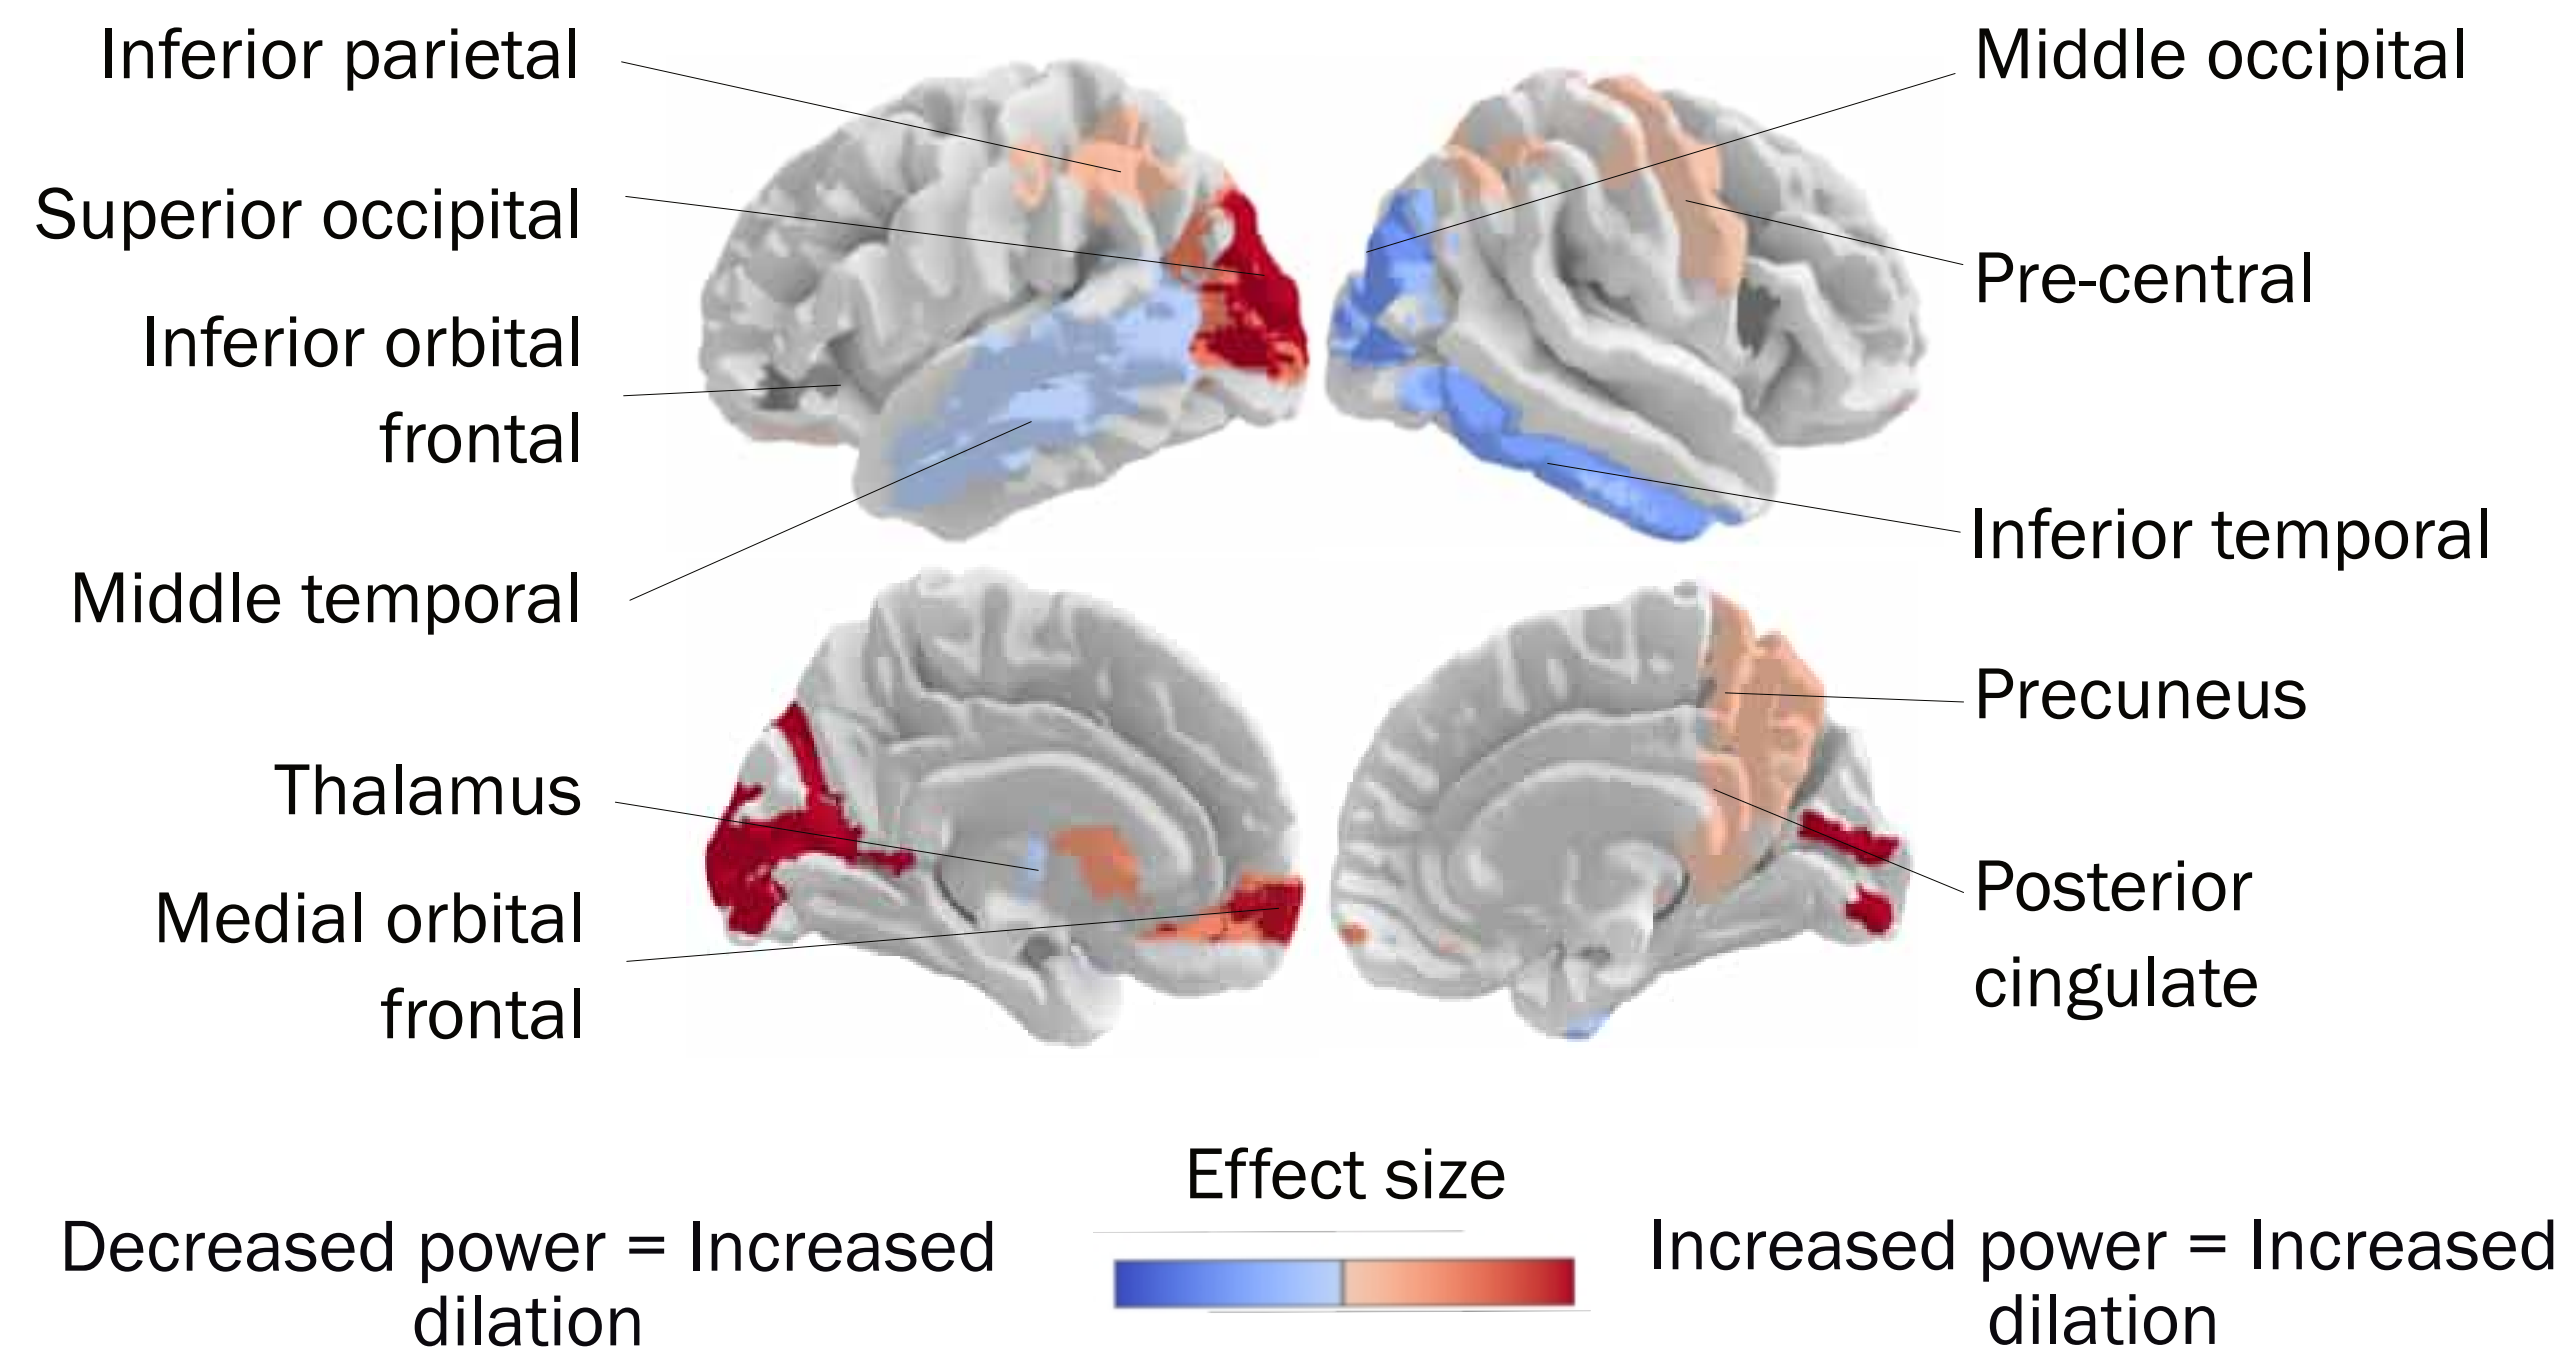 Inferior parietal
Superior occipital
Inferior orbital
frontal
Middle temporal
Thalamus
Medial orbital
frontal
Middle occipital
Pre-central
Inferior temporal
Precuneus
Posterior
cingulate
Effect size
Decreased power = Increased
dilation
Increased power = Increased
dilation